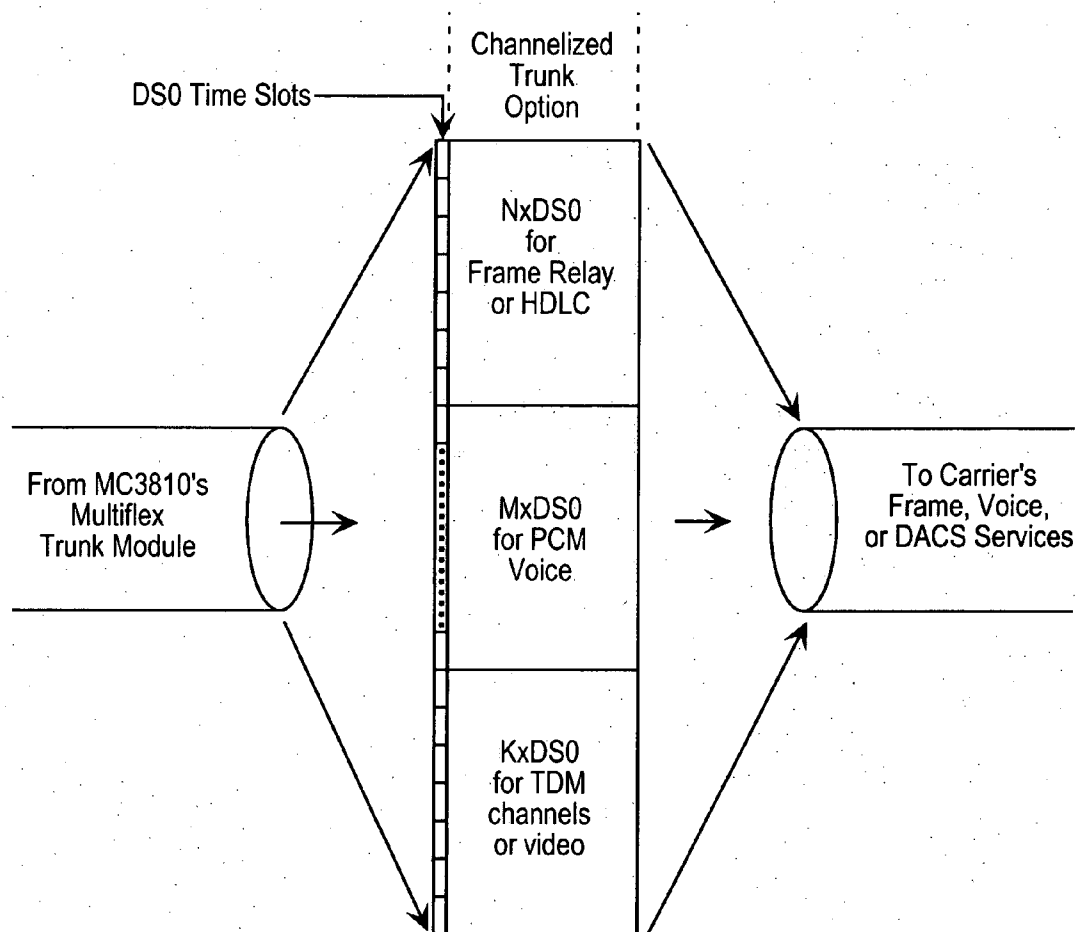 Channelized
Trunk
Option
DS0 Time Slots
NxDS0
for
Frame Relay
or HDLC
From MC3810's
Multiflex
Trunk Module
MxDS0
for PCM
Voice
To Carrier's
Frame, Voice,
or DACS Services
KxDS0
for TDM
channels
or video